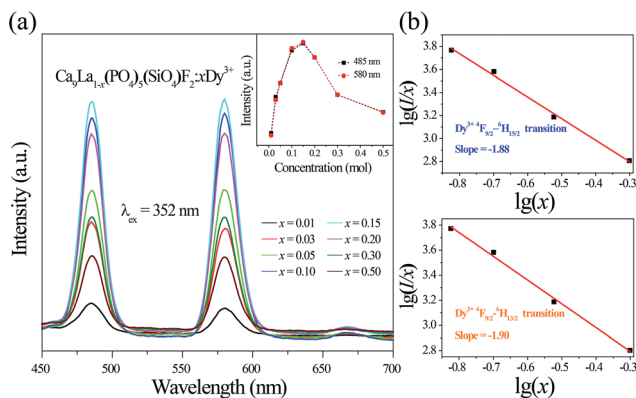 (a)
Ca₉La₁₋ₓ(PO₄)₅(SiO₄)F₂:xDy³⁺
λex = 352 nm
Intensity (a.u.)
485 nm
580 nm
0.0 0.1 0.2 0.3 0.4 0.5
Concentration (mol)
x = 0.01 x = 0.15
x = 0.03 x = 0.20
x = 0.05 x = 0.30
x = 0.10 x = 0.50
Intensity (a.u.)
450 500 550 600 650 700
Wavelength (nm)
(b)
lg(I/x)
3.8
3.6
3.4
3.2
3.0
2.8
Dy³⁺ ⁴F₉/₂–⁶H₁₅/₂ transition
Slope = -1.88
-0.8 -0.7 -0.6 -0.5 -0.4 -0.3
lg(x)
lg(I/x)
3.8
3.6
3.4
3.2
3.0
2.8
Dy³⁺ ⁴F₉/₂-⁶H₁₃/₂ transition
Slope = -1.90
-0.8 -0.7 -0.6 -0.5 -0.4 -0.3
lg(x)